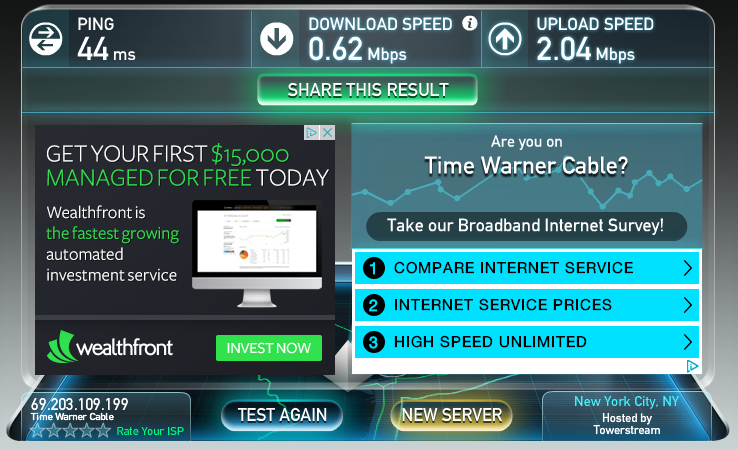 PING
44 ms
DOWNLOAD SPEED
0.62 Mbps
UPLOAD SPEED
2.04 Mbps
SHARE THIS RESULT
GET YOUR FIRST $15,000
MANAGED FOR FREE TODAY
Wealthfront is
the fastest growing
automated
investment service
wealthfront
INVEST NOW
Are you on
Time Warner Cable?
Take our Broadband Internet Survey!
1 COMPARE INTERNET SERVICE
2 INTERNET SERVICE PRICES
3 HIGH SPEED UNLIMITED
69.203.109.199
Time Warner Cable
Rate Your ISP
TEST AGAIN
NEW SERVER
New York City, NY
Hosted by
Towerstream